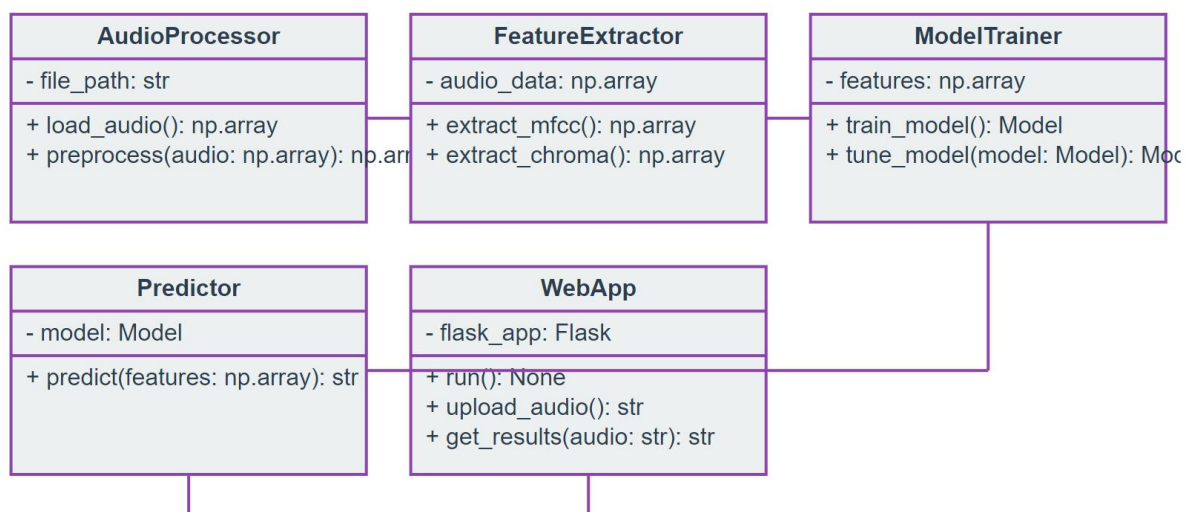 AudioProcessor
- file_path: str
+ load_audio(): np.array
+ preprocess(audio: np.array): np.arr
FeatureExtractor
- audio_data: np.array
+ extract_mfcc(): np.array
+ extract_chroma(): np.array
ModelTrainer
- features: np.array
+ train_model(): Model
+ tune_model(model: Model): Moc
Predictor
- model: Model
+ predict(features: np.array): str
WebApp
- flask_app: Flask
+ run(): None
+ upload_audio(): str
+ get_results(audio: str): str